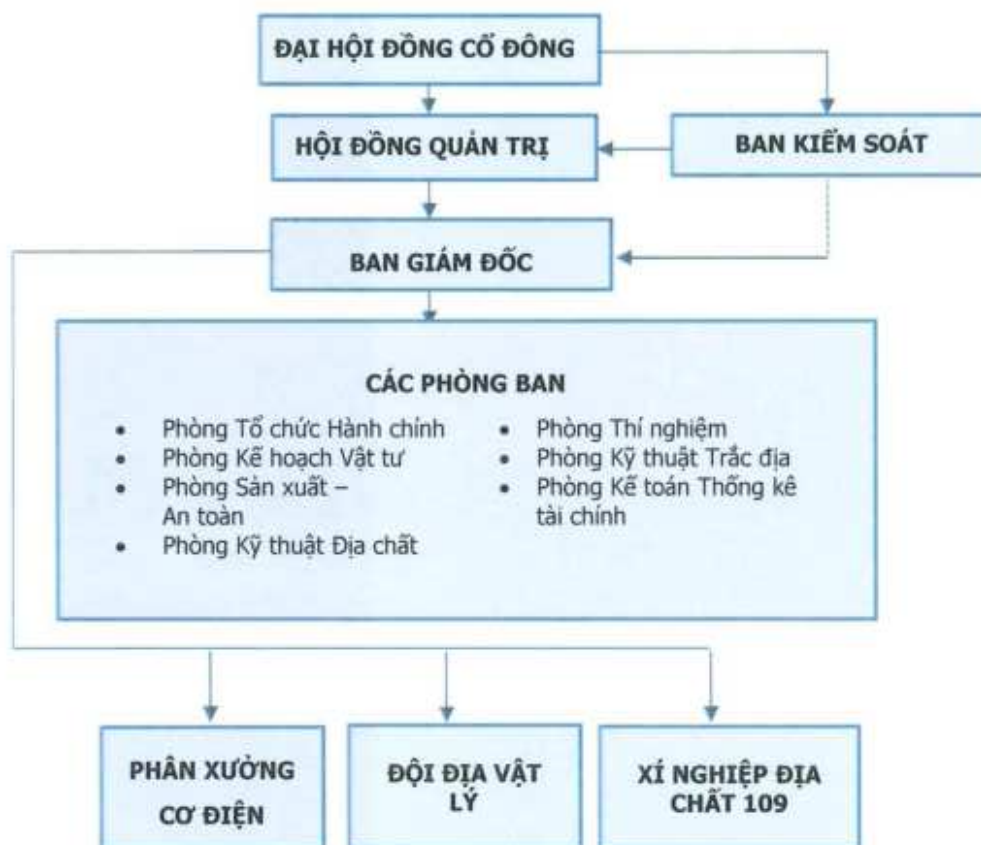 ĐẠI HỘI ĐỒNG CỔ ĐÔNG
HỘI ĐỒNG QUẢN TRỊ
BAN KIỂM SOÁT
BAN GIÁM ĐỐC
CÁC PHÒNG BAN
• Phòng Tổ chức Hành chính
• Phòng Kế hoạch Vật tư
• Phòng Sản xuất –
An toàn
• Phòng Kỹ thuật Địa chất
• Phòng Thí nghiệm
• Phòng Kỹ thuật Trắc địa
• Phòng Kế toán Thống kê
tài chính
PHÂN XƯỞNG
CƠ ĐIỆN
ĐỘI ĐỊA VẬT
LÝ
XÍ NGHIỆP ĐỊA
CHẤT 109